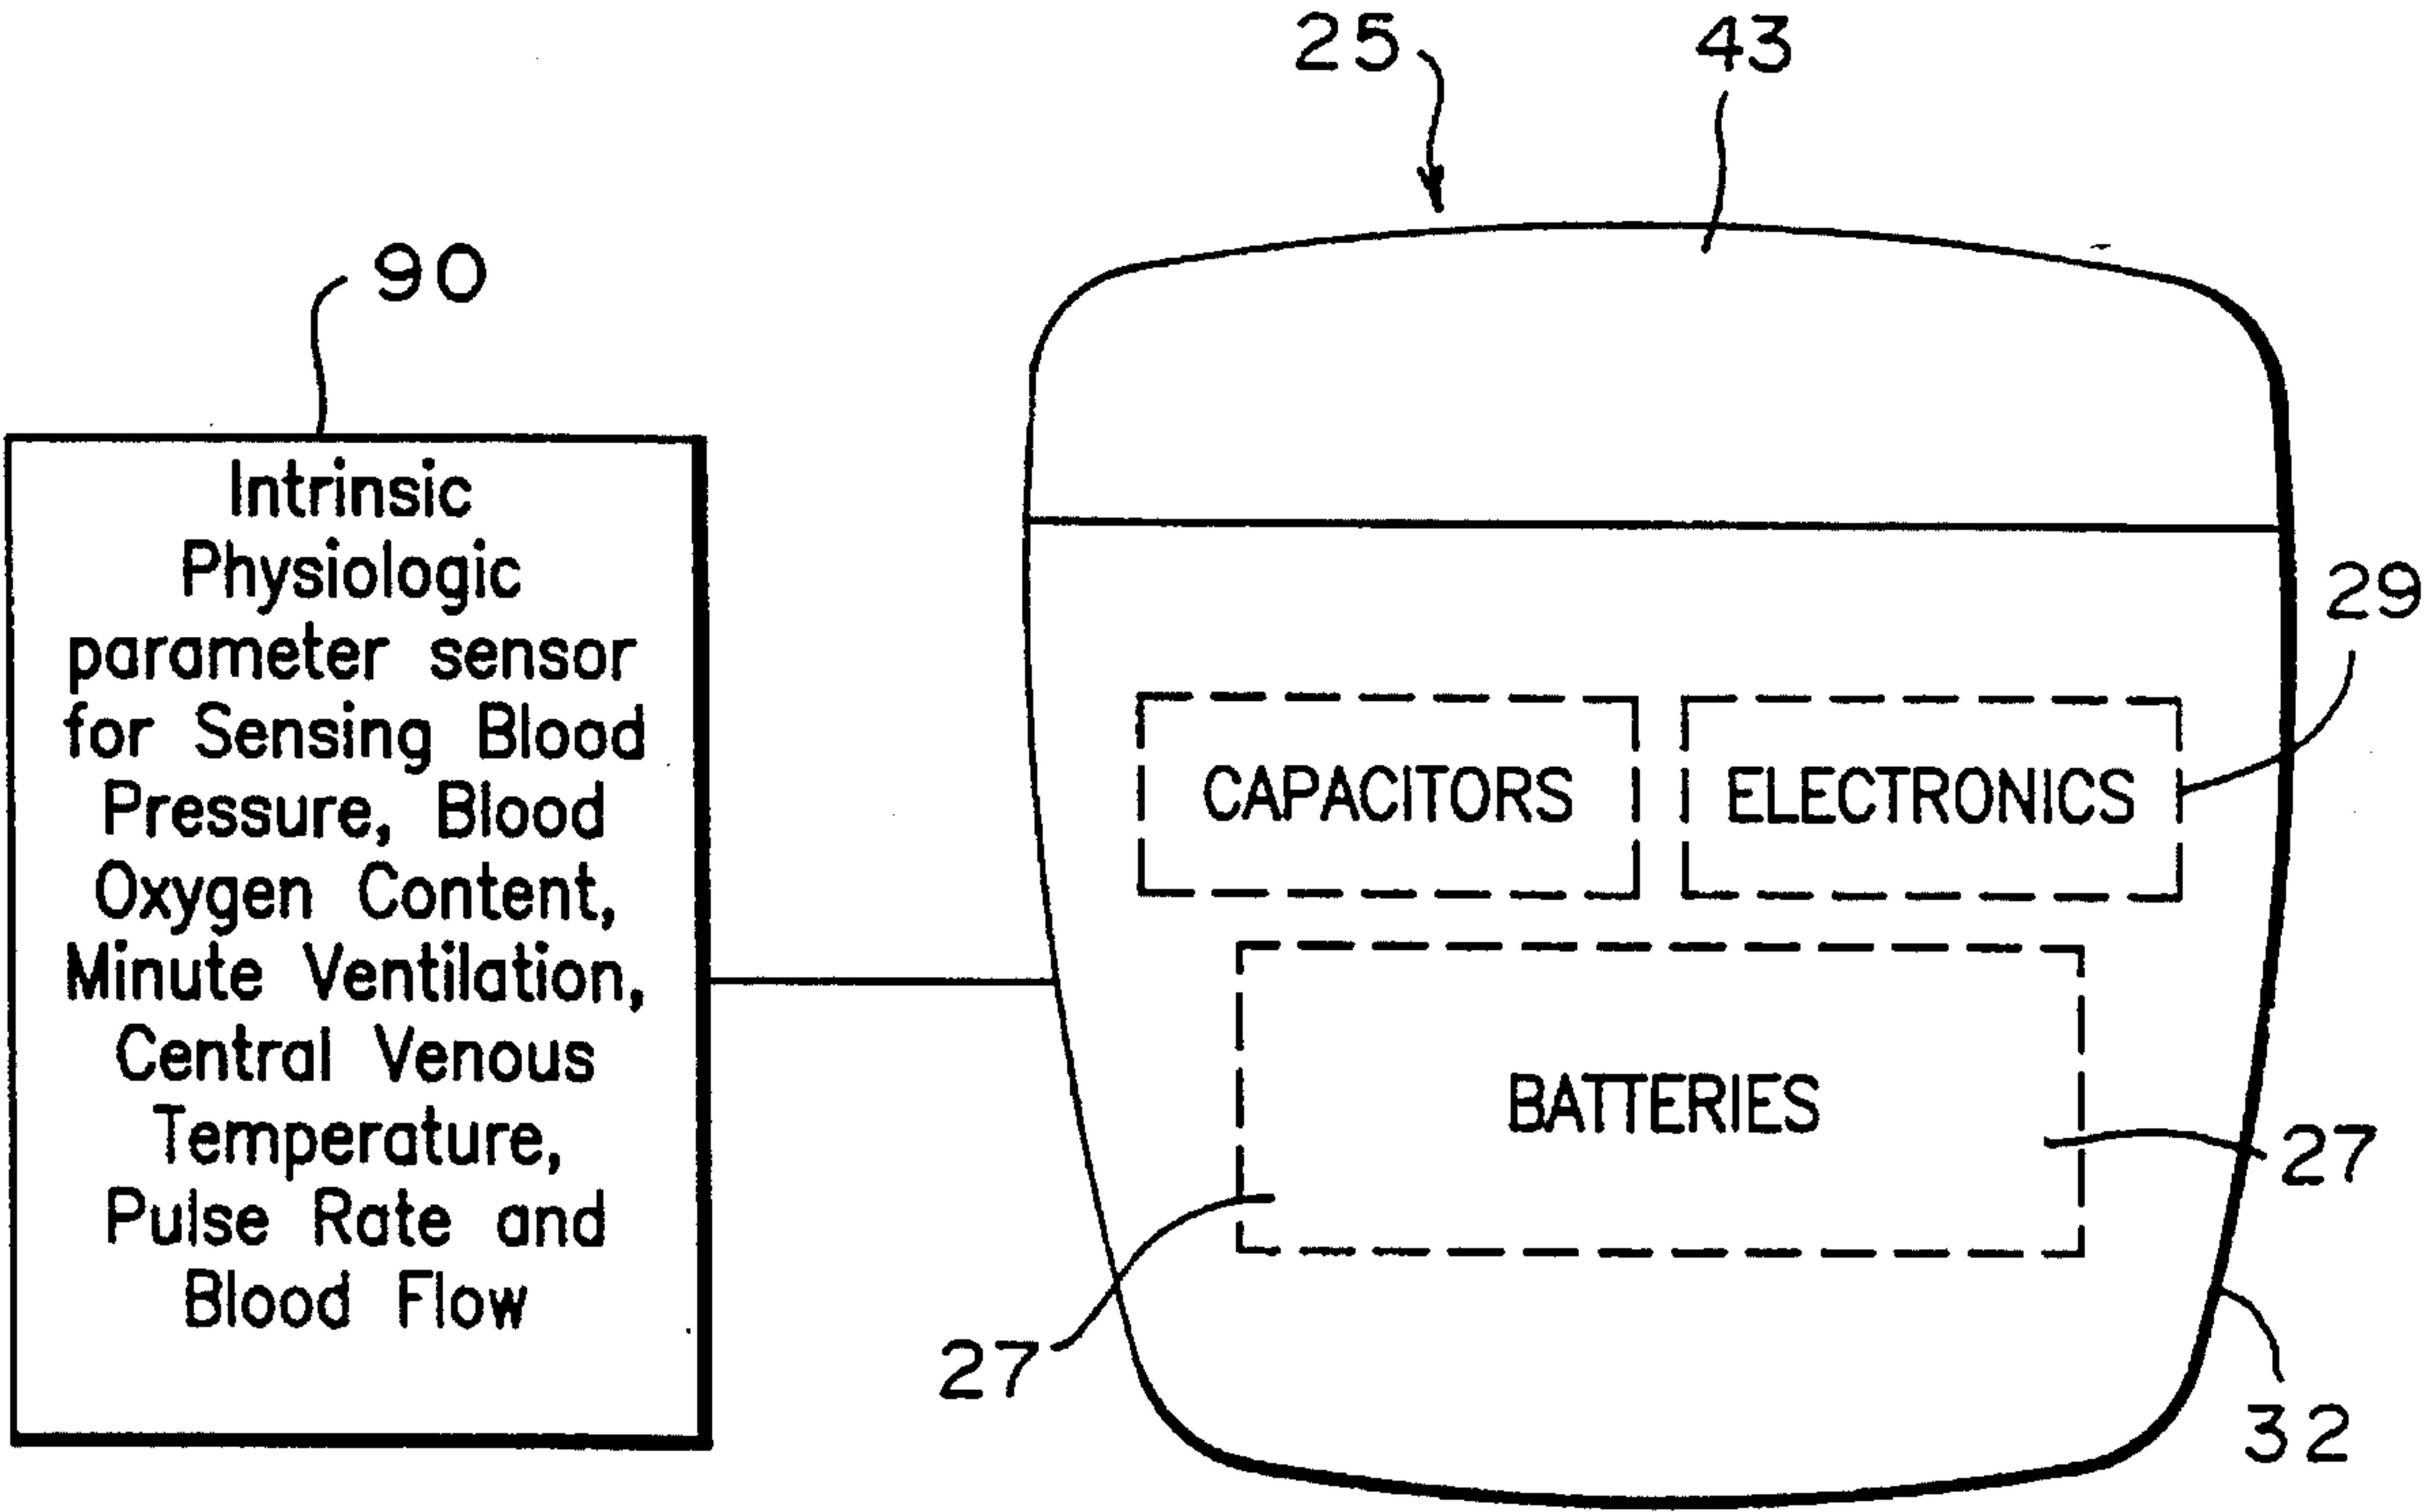 25
43
90
Intrinsic
Physiologic
parameter sensor
for Sensing Blood
Pressure, Blood
Oxygen Content,
Minute Ventilation,
Central Venous
Temperature,
Pulse Rate and
Blood Flow
29
CAPACITORS
ELECTRONICS
BATTERIES
27
27
32